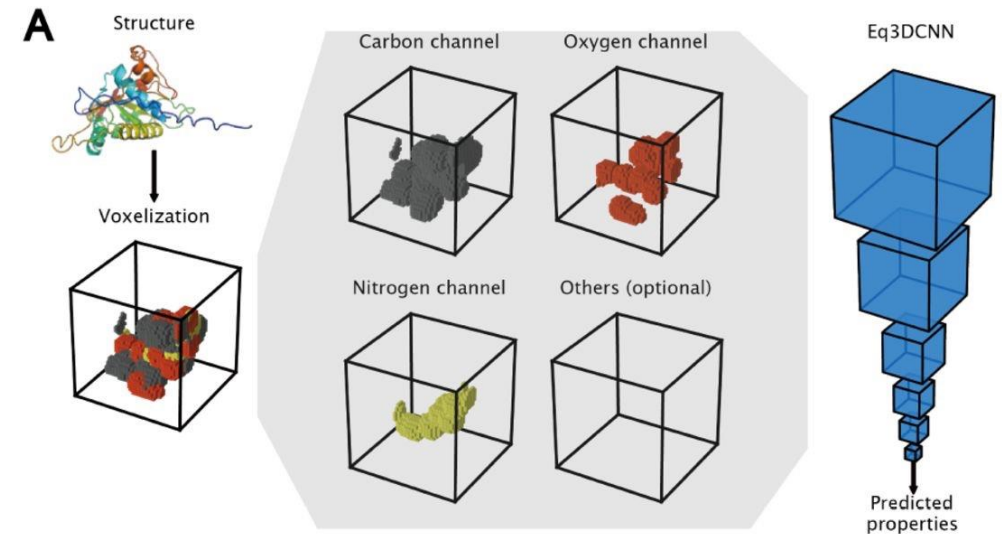 A
Structure
Voxelization
Carbon channel
Oxygen channel
Nitrogen channel
Others (optional)
Eq3DCNN
Predicted
properties